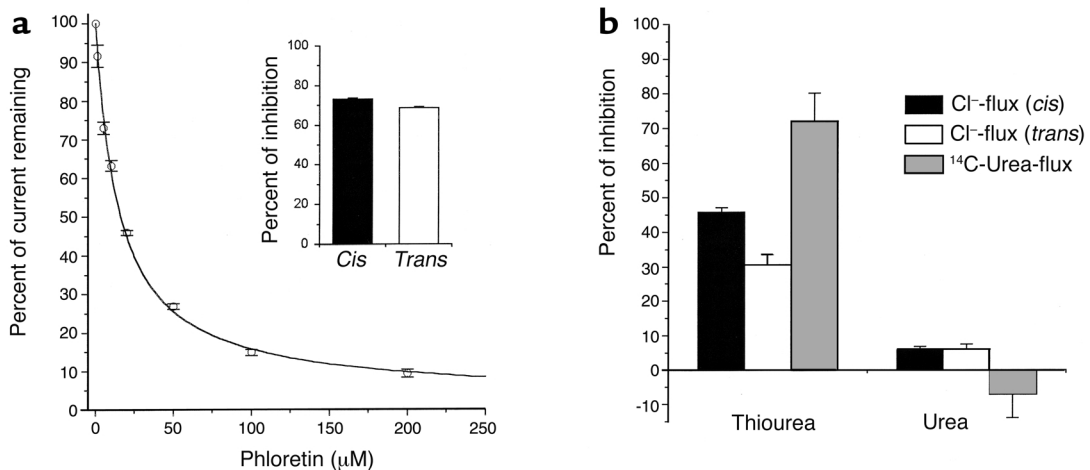 a
Percent of current remaining
100
90
80
70
60
50
40
30
20
10
0
0 50 100 150 200 250
Phloretin (μM)
Percent of inhibition
100
80
60
40
20
0
Cis Trans
b
Percent of inhibition
100
90
80
70
60
50
40
30
20
10
0
-10
Cl⁻-flux (cis)
Cl⁻-flux (trans)
¹⁴C-Urea-flux
Thiourea Urea